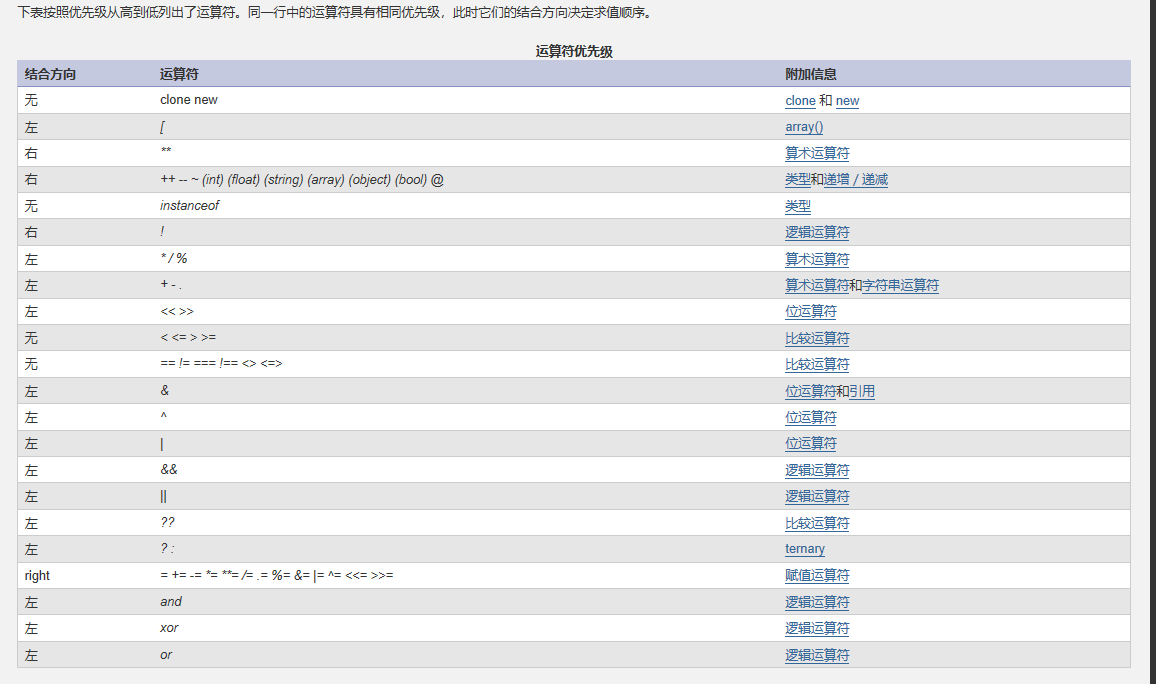 下表按照优先级从高到低列出了运算符。同一行中的运算符具有相同优先级，此时它们的结合方向决定求值顺序。
运算符优先级
结合方向 运算符 附加信息
无 clone new clone 和 new
左 [ array()
右 ** 算术运算符
右 ++ -- ~ (int) (float) (string) (array) (object) (bool) @ 类型和递增／递减
无 instanceof 类型
右 ! 逻辑运算符
左 * / % 算术运算符
左 + - . 算术运算符和字符串运算符
左 << >> 位运算符
无 < <= > >= 比较运算符
无 == != === !== <> <=> 比较运算符
左 & 位运算符和引用
左 ^ 位运算符
左 | 位运算符
左 && 逻辑运算符
左 || 逻辑运算符
左 ?? 比较运算符
左 ? : ternary
right = += -= *= **= /= .= %= &= |= ^= <<= >>= 赋值运算符
左 and 逻辑运算符
左 xor 逻辑运算符
左 or 逻辑运算符